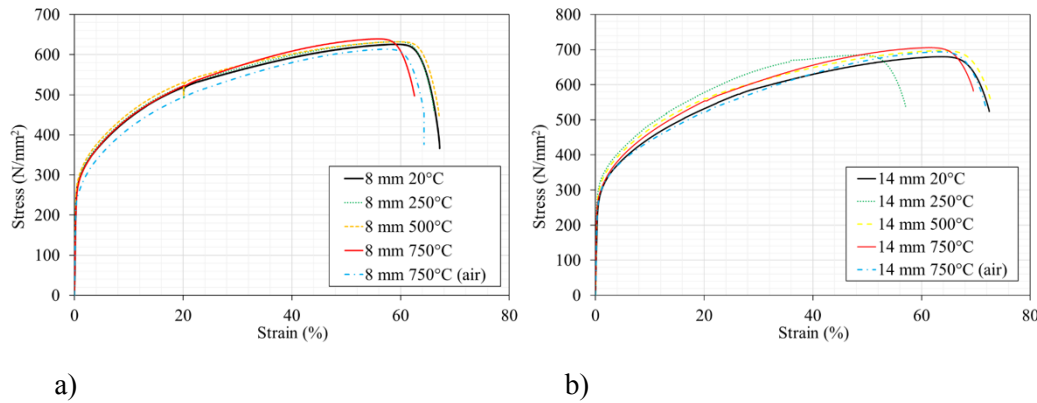 700
600
500
400
300
200
100
0
Stress (N/mm²)
8 mm 20°C
8 mm 250°C
8 mm 500°C
8 mm 750°C
8 mm 750°C (air)
0 20 40 60 80
Strain (%)
a)
800
700
600
500
400
300
200
100
0
Stress (N/mm²)
14 mm 20°C
14 mm 250°C
14 mm 500°C
14 mm 750°C
14 mm 750°C (air)
0 20 40 60 80
Strain (%)
b)